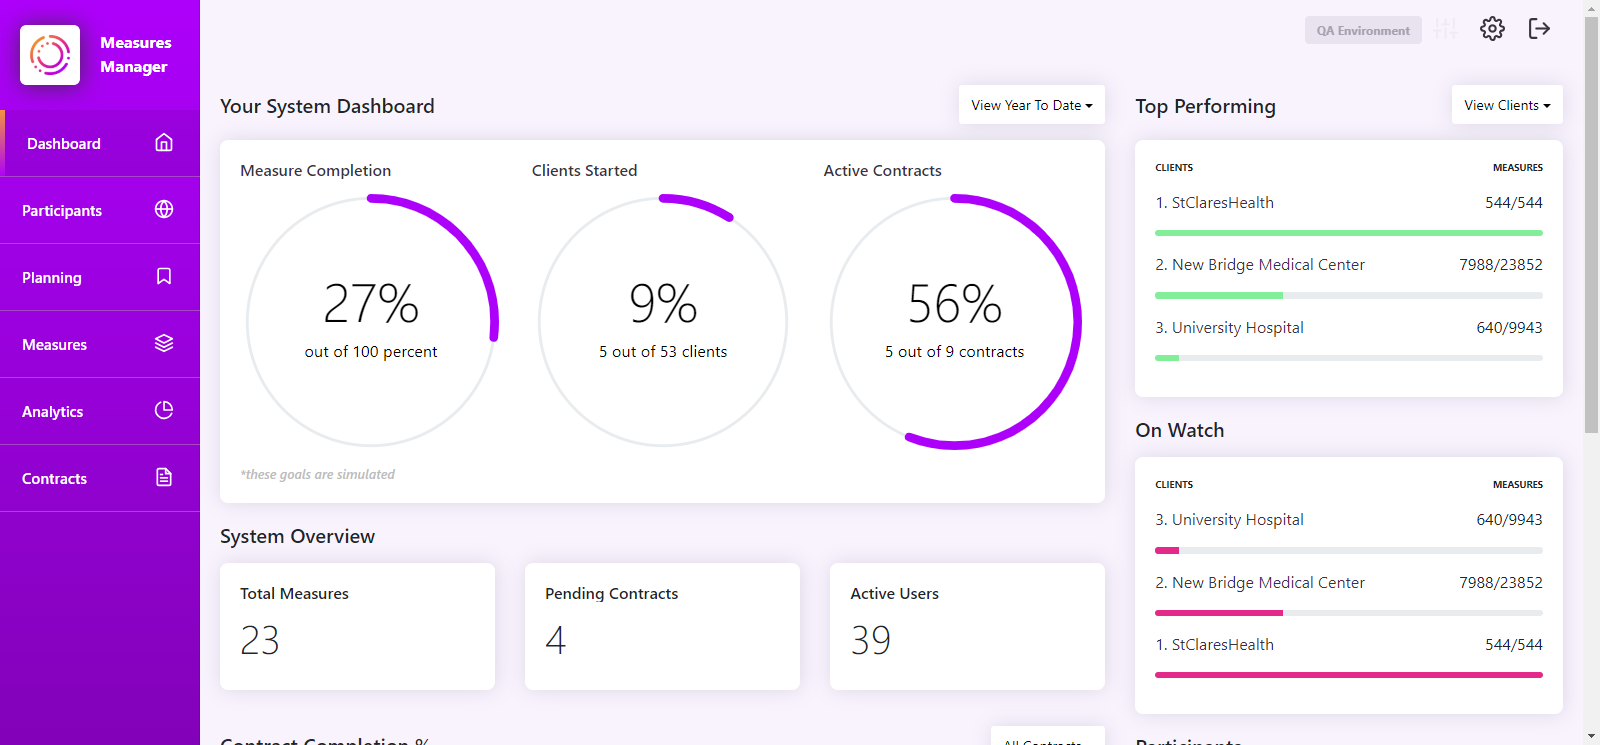 Measures
Manager
Dashboard
Participants
Planning
Measures
Analytics
Contracts
QA Environment
Your System Dashboard
View Year To Date
Measure Completion
27%
out of 100 percent
Clients Started
9%
5 out of 53 clients
Active Contracts
56%
5 out of 9 contracts
*these goals are simulated
System Overview
Total Measures
23
Pending Contracts
4
Active Users
39
Contract Completion %
All Contracts
Top Performing
View Clients
CLIENTS MEASURES
1. StClaresHealth 544/544
2. New Bridge Medical Center 7988/23852
3. University Hospital 640/9943
On Watch
CLIENTS MEASURES
3. University Hospital 640/9943
2. New Bridge Medical Center 7988/23852
1. StClaresHealth 544/544
Participants